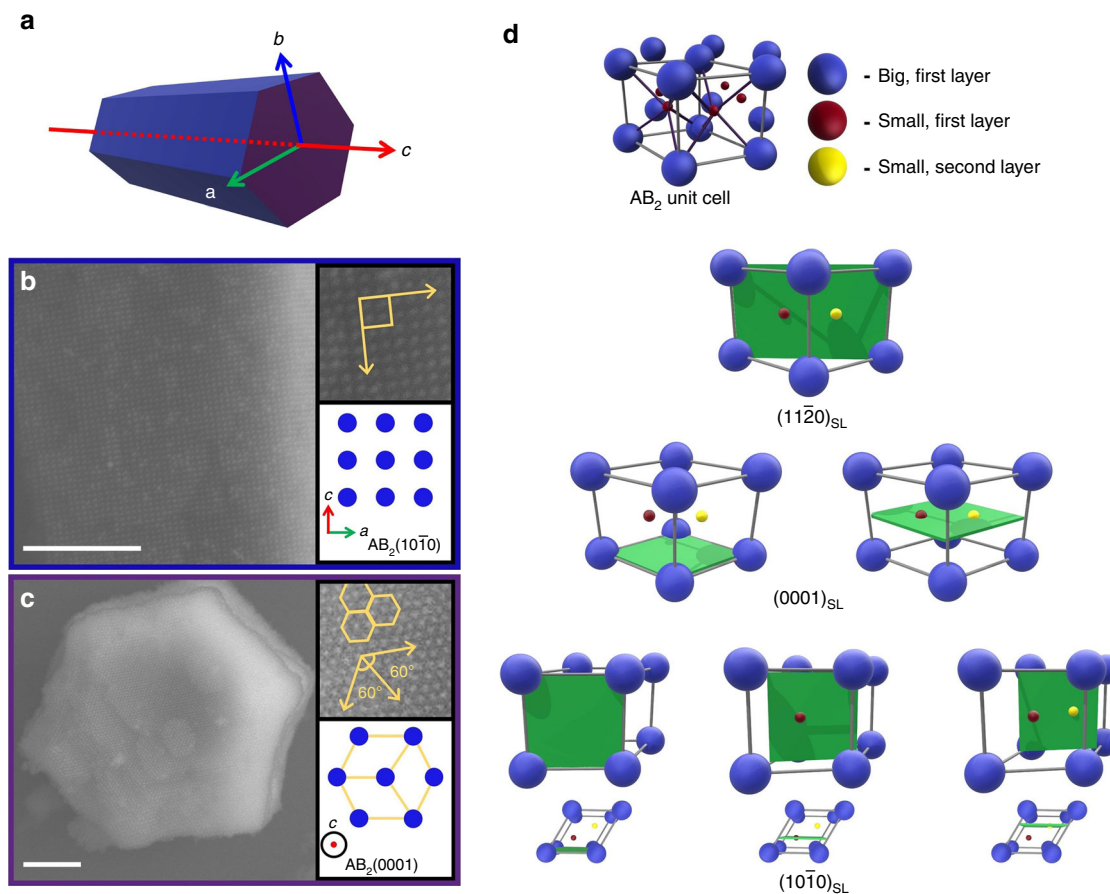 a
b
c
a
b
c
a
AB₂(101̄0)
c
60°
60°
c
AB₂(0001)
d
- Big, first layer
- Small, first layer
- Small, second layer
AB₂ unit cell
(112̄0)SL
(0001)SL
(101̄0)SL